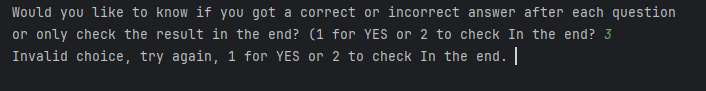 Would you like to know if you got a correct or incorrect answer after each question
or only check the result in the end? (1 for YES or 2 to check In the end? 3
Invalid choice, try again, 1 for YES or 2 to check In the end.